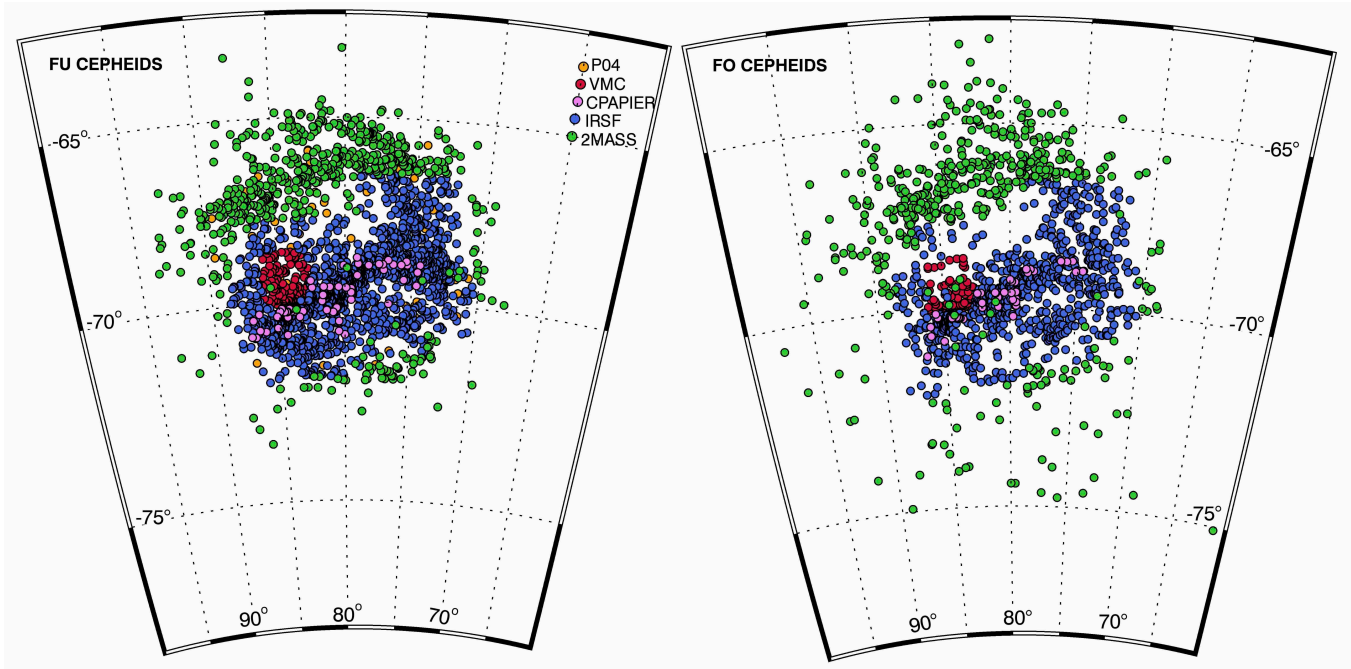 FU CEPHEIDS
P04
VMC
CPAPIER
IRSF
2MASS
-65°
-70°
-75°
90°
80°
70°
FO CEPHEIDS
-65°
-70°
-75°
90°
80°
70°